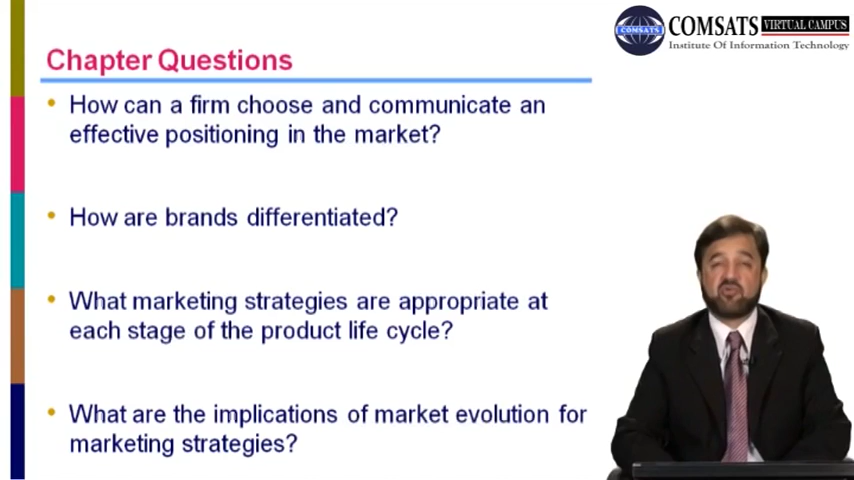 COMSATS VIRTUAL CAMPUS
COMSATS
Institute Of Information Technology
Chapter Questions
• How can a firm choose and communicate an
effective positioning in the market?
• How are brands differentiated?
• What marketing strategies are appropriate at
each stage of the product life cycle?
• What are the implications of market evolution for
marketing strategies?